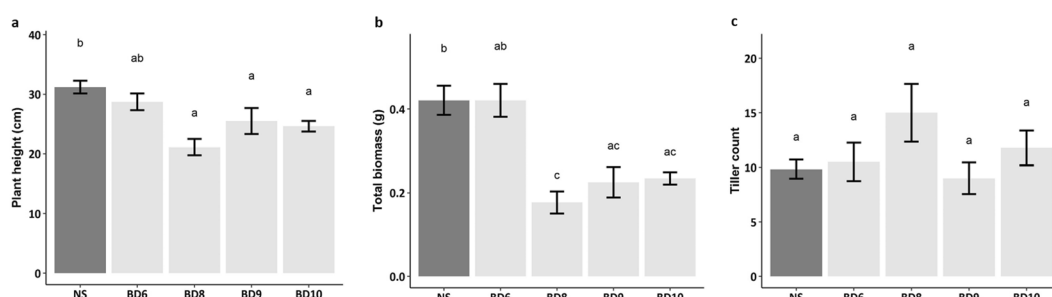 a
Plant height (cm)
40
30
20
10
0
b
ab
a
a
a
NS BD6 BD8 BD9 BD10
b
Total biomass (g)
0.4
0.2
0.0
b
ab
c
ac
ac
NS BD6 BD8 BD9 BD10
c
Tiller count
20
15
10
5
0
a
a
a
a
a
NS BD6 BD8 BD9 BD10